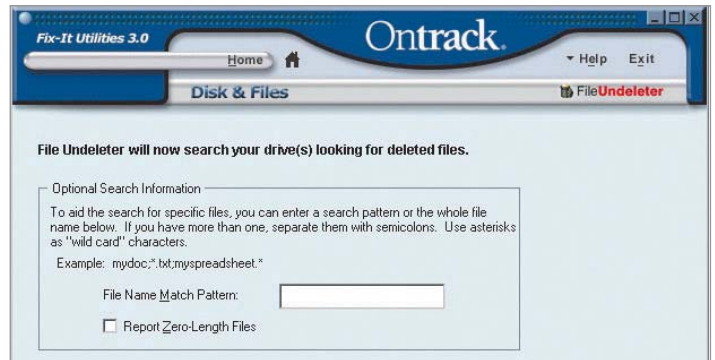 Fix-It Utilities 3.0
Ontrack.
Home
Help Exit
Disk & Files
FileUndeleter
File Undeleter will now search your drive(s) looking for deleted files.
Optional Search Information
To aid the search for specific files, you can enter a search pattern or the whole file
name below. If you have more than one, separate them with semicolons. Use asterisks
as "wild card" characters.
Example: mydoc;*.txt;myspreadsheet.*
File Name Match Pattern:
Report Zero-Length Files